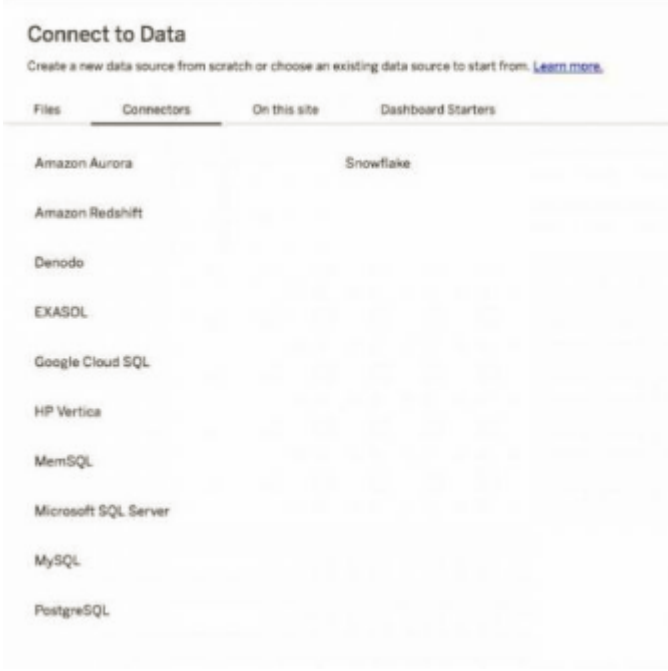 Connect to Data
Create a new data source from scratch or choose an existing data source to start from. Learn more.
Files Connectors On this site Dashboard Starters
Amazon Aurora Snowflake
Amazon Redshift
Denodo
EXASOL
Google Cloud SQL
HP Vertica
MemSQL
Microsoft SQL Server
MySQL
PostgreSQL